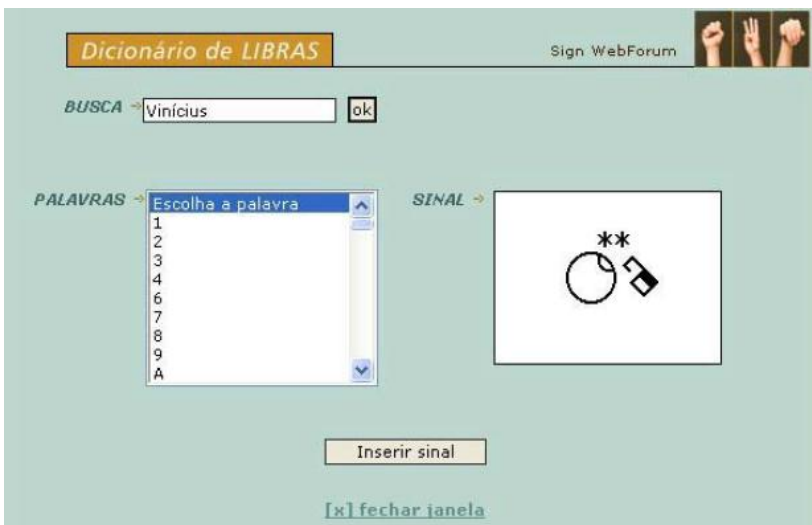 Dicionário de LIBRAS
Sign WebForum
BUSCA
Vinícius
ok
PALAVRAS
Escolha a palavra
1
2
3
4
6
7
8
9
A
SINAL
**
Inserir sinal
[x] fechar janela